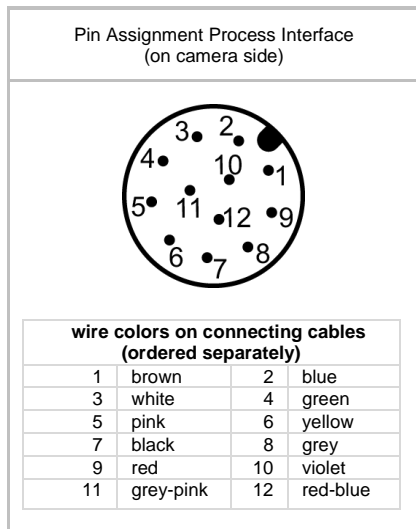 Pin Assignment Process Interface
(on camera side)
3 2
4 10 1
5 11 12 9
6 7 8
wire colors on connecting cables
(ordered separately)
1 brown 2 blue
3 white 4 green
5 pink 6 yellow
7 black 8 grey
9 red 10 violet
11 grey-pink 12 red-blue